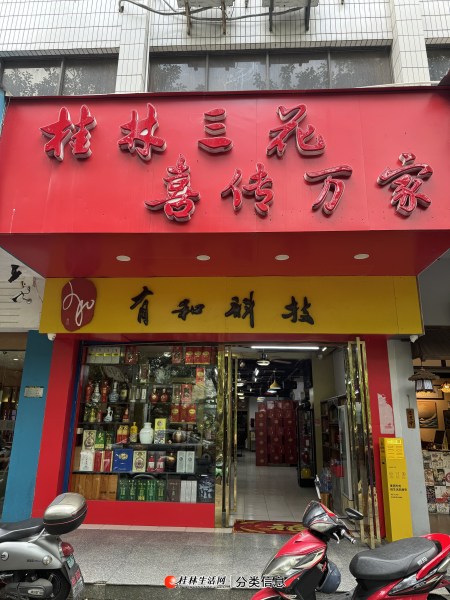 桂林三花
喜传万家
有和科技
桂林生活网 分类信息